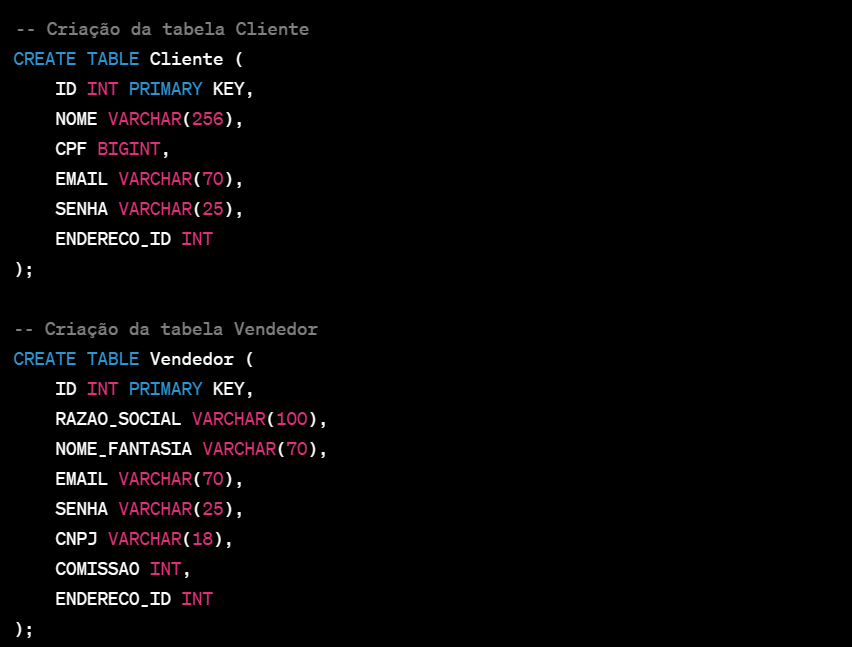 -- Criação da tabela Cliente
CREATE TABLE Cliente (
    ID INT PRIMARY KEY,
    NOME VARCHAR(256),
    CPF BIGINT,
    EMAIL VARCHAR(70),
    SENHA VARCHAR(25),
    ENDERECO_ID INT
);

-- Criação da tabela Vendedor
CREATE TABLE Vendedor (
    ID INT PRIMARY KEY,
    RAZAO_SOCIAL VARCHAR(100),
    NOME_FANTASIA VARCHAR(70),
    EMAIL VARCHAR(70),
    SENHA VARCHAR(25),
    CNPJ VARCHAR(18),
    COMISSAO INT,
    ENDERECO_ID INT
);